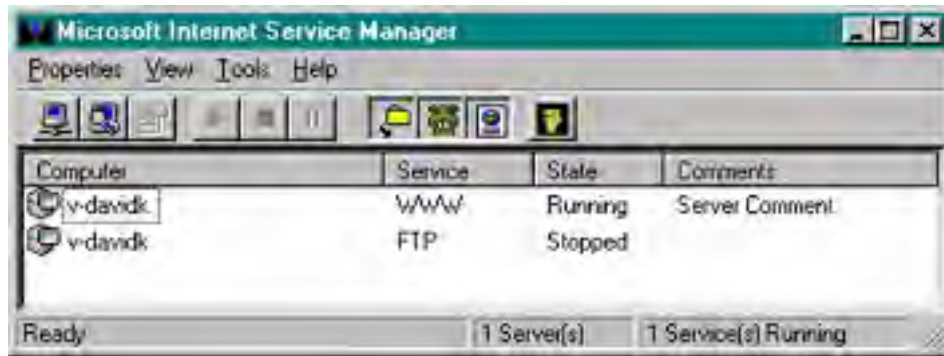 Microsoft Internet Service Manager
Properties View Tools Help
Computer Service State Comments
v-davidk WWW Running Server Comment
v-davidk FTP Stopped
Ready 1 Server(s) 1 Service(s) Running